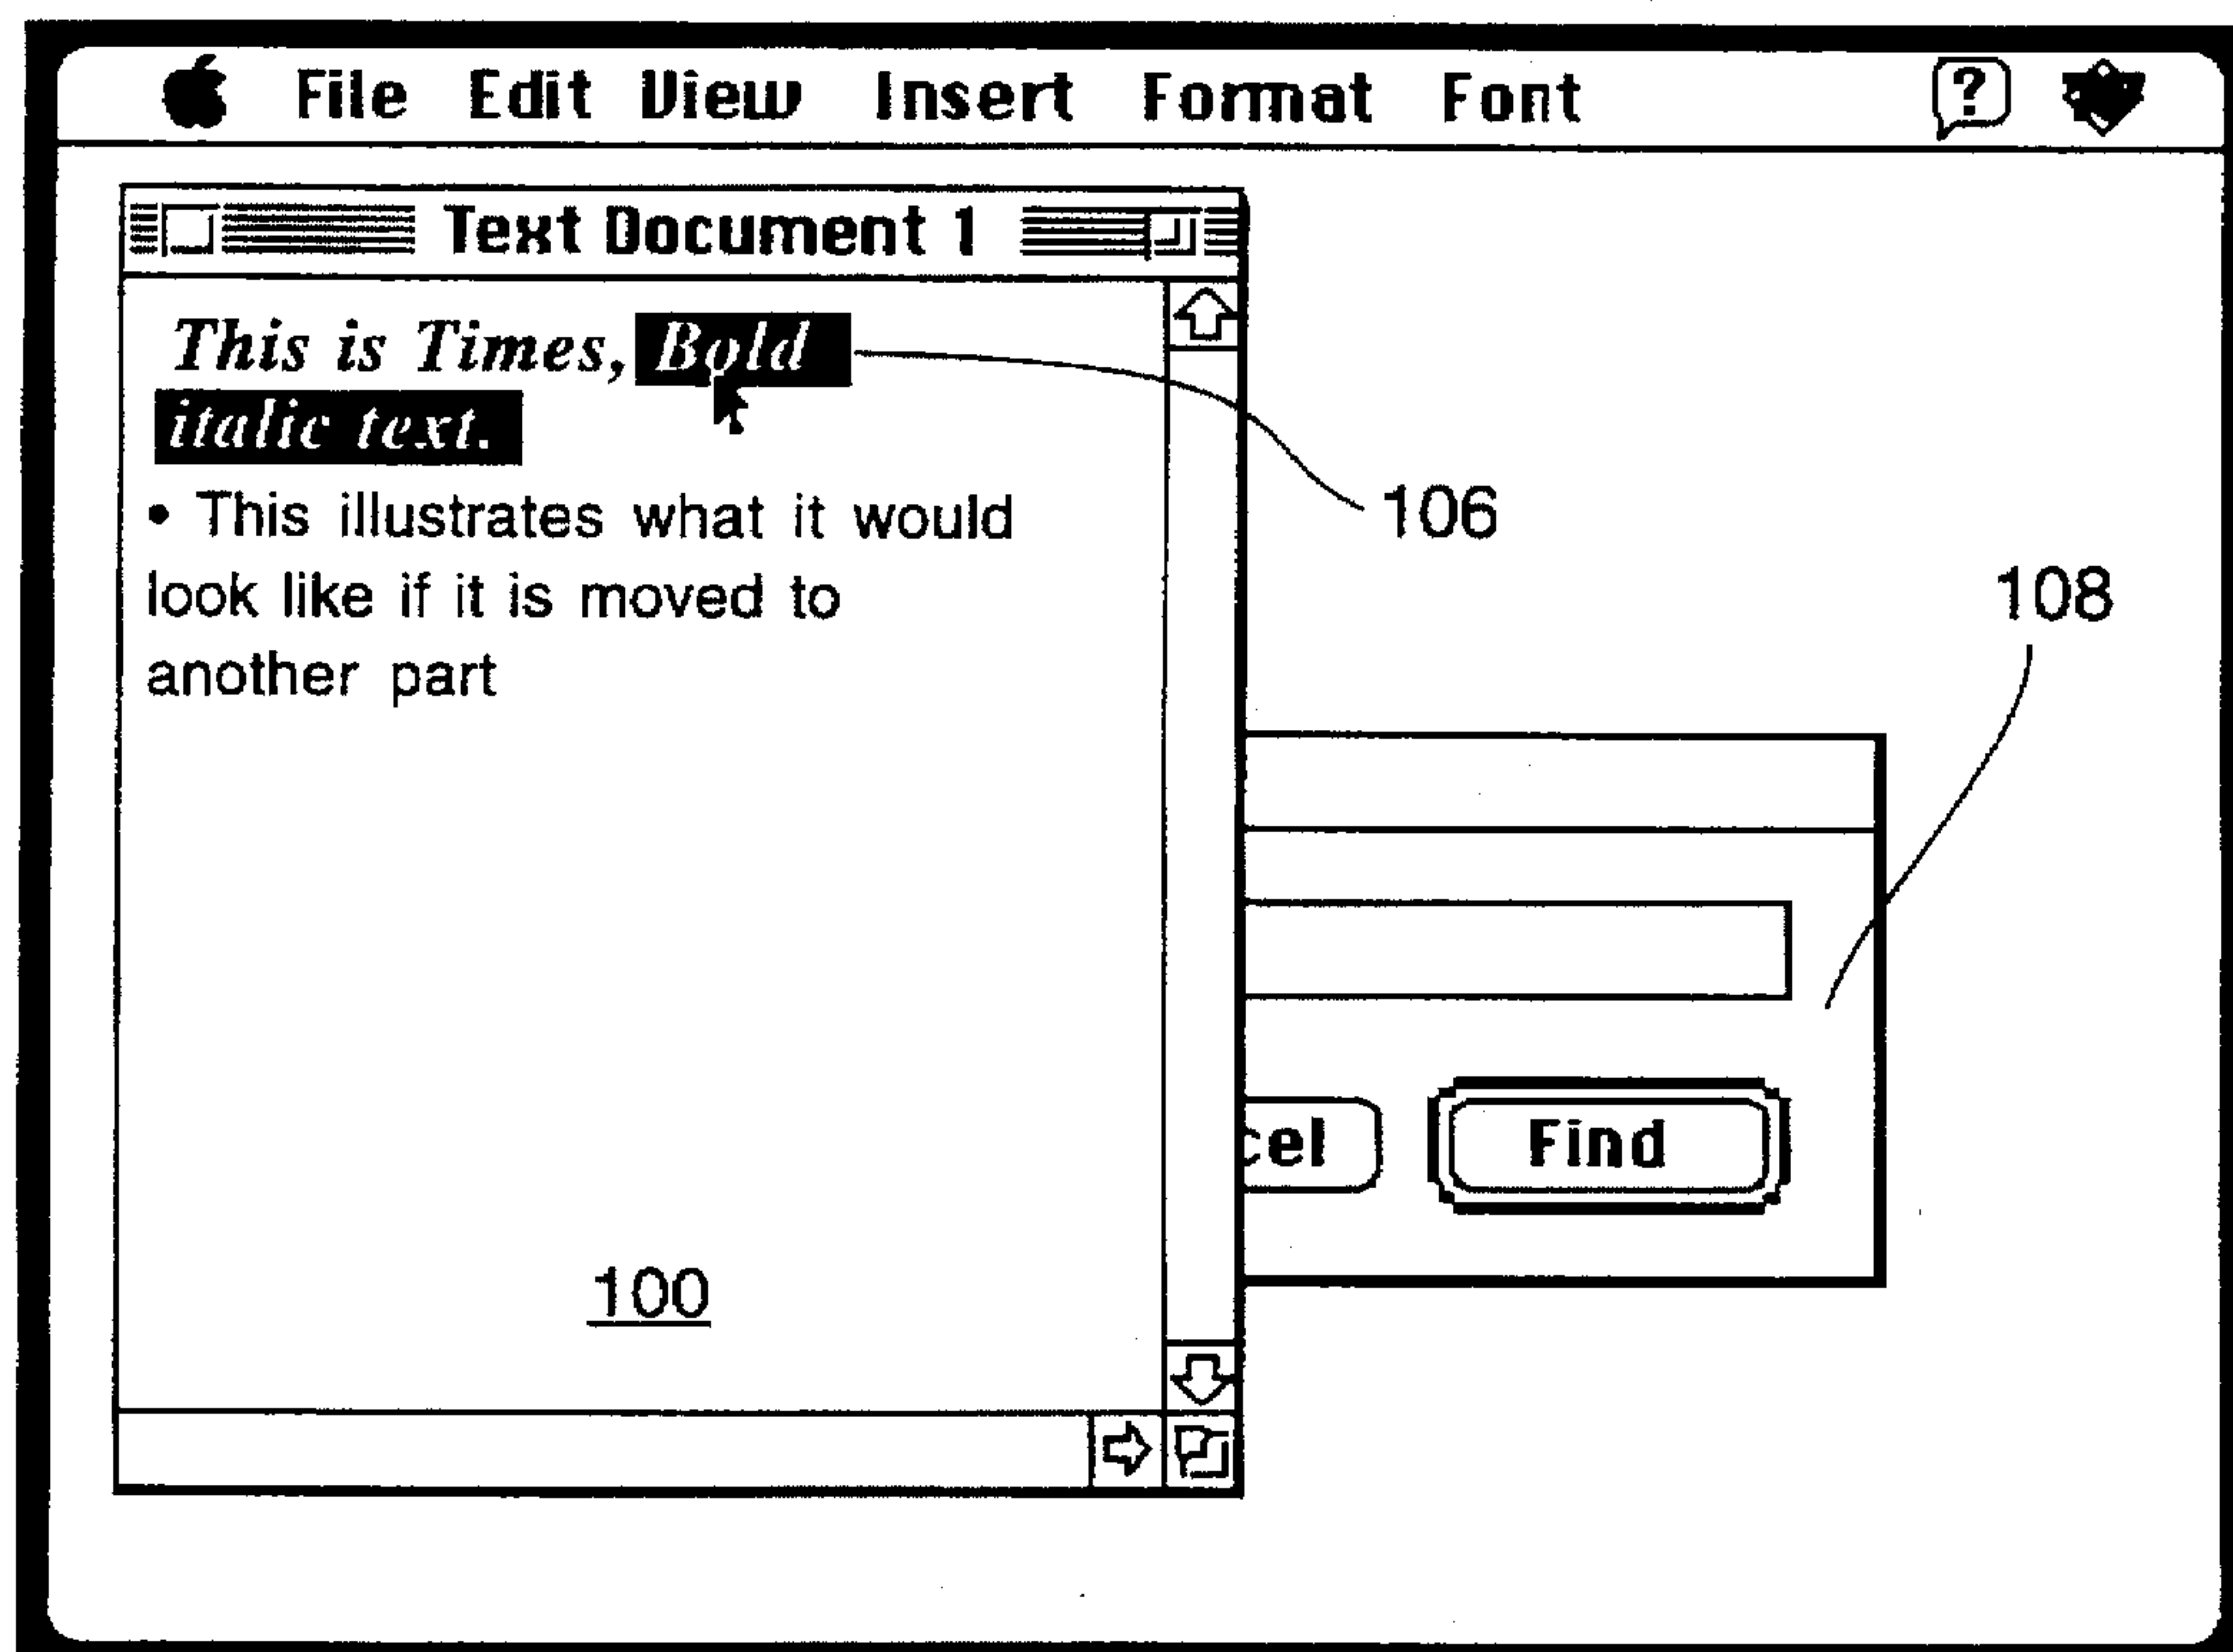 File Edit View Insert Format Font ?
Text Document 1
This is Times, Bold
italic text.
• This illustrates what it would
look like if it is moved to
another part
106
108
cel
Find
100